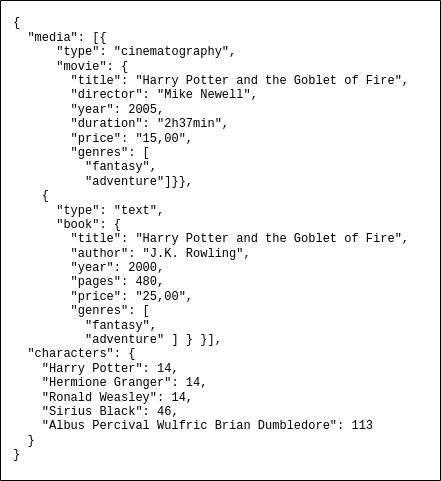 {
  "media": [{
      "type": "cinematography",
      "movie": {
        "title": "Harry Potter and the Goblet of Fire",
        "director": "Mike Newell",
        "year": 2005,
        "duration": "2h37min",
        "price": "15,00",
        "genres": [
          "fantasy",
          "adventure"]}},
    {
      "type": "text",
      "book": {
        "title": "Harry Potter and the Goblet of Fire",
        "author": "J.K. Rowling",
        "year": 2000,
        "pages": 480,
        "price": "25,00",
        "genres": [
          "fantasy",
          "adventure" ] } }],
  "characters": {
    "Harry Potter": 14,
    "Hermione Granger": 14,
    "Ronald Weasley": 14,
    "Sirius Black": 46,
    "Albus Percival Wulfric Brian Dumbledore": 113
  }
}